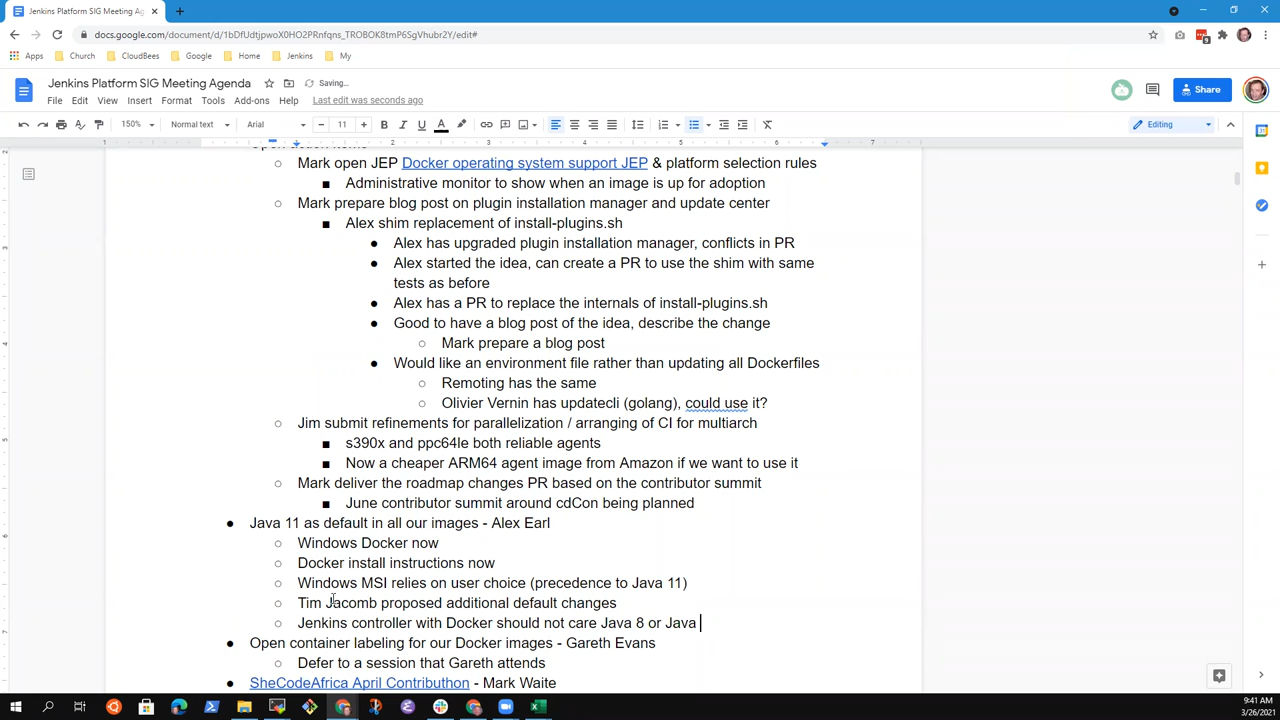 Jenkins Platform SIG Meeting Age
docs.google.com/document/d/1bDfUdtjpwoX0HO2PRnfqns_TROBOK8tmP6SgVhubr2Y/edit#
Apps Church CloudBees Google Home Jenkins My
Jenkins Platform SIG Meeting Agenda Saving...
File Edit View Insert Format Tools Add-ons Help Last edit was seconds ago
Share
150% Normal text Arial 11 Editing
1 1 2 3 4 5 6 7
○ Mark open JEP Docker operating system support JEP & platform selection rules
■ Administrative monitor to show when an image is up for adoption
○ Mark prepare blog post on plugin installation manager and update center
■ Alex shim replacement of install-plugins.sh
● Alex has upgraded plugin installation manager, conflicts in PR
● Alex started the idea, can create a PR to use the shim with same
tests as before
● Alex has a PR to replace the internals of install-plugins.sh
● Good to have a blog post of the idea, describe the change
○ Mark prepare a blog post
● Would like an environment file rather than updating all Dockerfiles
○ Remoting has the same
○ Olivier Vernin has updatecli (golang), could use it?
○ Jim submit refinements for parallelization / arranging of CI for multiarch
■ s390x and ppc64le both reliable agents
■ Now a cheaper ARM64 agent image from Amazon if we want to use it
○ Mark deliver the roadmap changes PR based on the contributor summit
■ June contributor summit around cdCon being planned
● Java 11 as default in all our images - Alex Earl
○ Windows Docker now
○ Docker install instructions now
○ Windows MSI relies on user choice (precedence to Java 11)
○ Tim Jacomb proposed additional default changes
○ Jenkins controller with Docker should not care Java 8 or Java
● Open container labeling for our Docker images - Gareth Evans
○ Defer to a session that Gareth attends
● SheCodeAfrica April Contributhon - Mark Waite
9:41 AM
3/26/2021